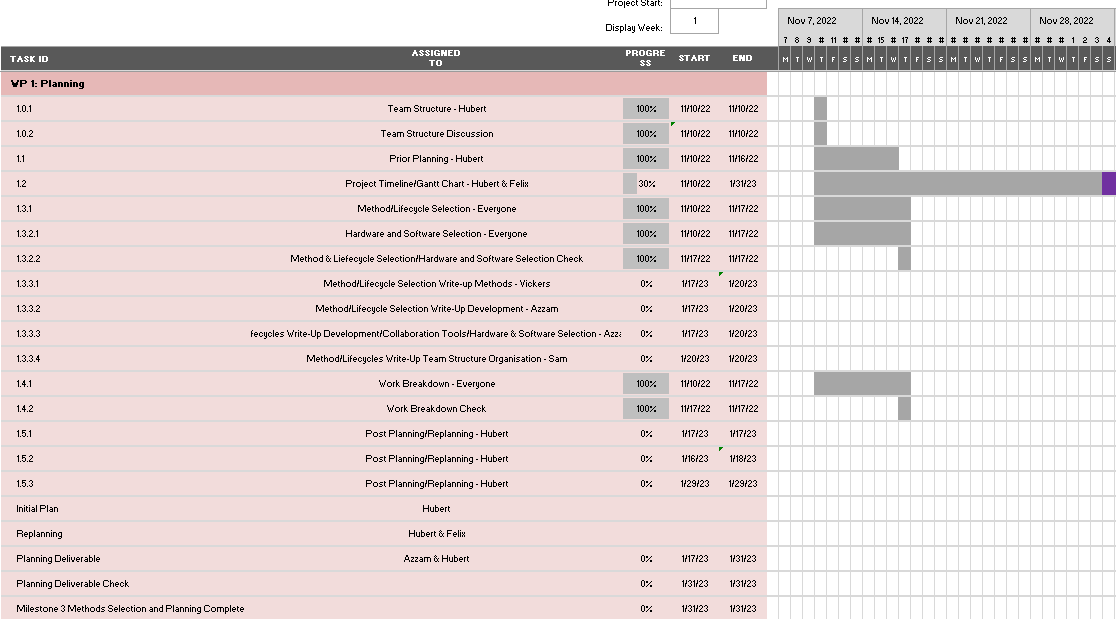 Project Start:
Display Week: 1
Nov 7, 2022 Nov 14, 2022 Nov 21, 2022 Nov 28, 2022
7 8 9 # 11 # # # 15 # 17 # # # # # # # # # # # # # 1 2 3 4
TASK ID ASSIGNED TO PROGRESS START END M T W T F S S M T W T F S S M T W T F S S M T W T F S S
WP 1: Planning
1.0.1 Team Structure - Hubert 100% 11/10/22 11/10/22
1.0.2 Team Structure Discussion 100% 11/10/22 11/10/22
1.1 Prior Planning - Hubert 100% 11/10/22 11/16/22
1.2 Project Timeline/Gantt Chart - Hubert & Felix 30% 11/10/22 1/31/23
1.3.1 Method/Lifecycle Selection - Everyone 100% 11/10/22 11/17/22
1.3.2.1 Hardware and Software Selection - Everyone 100% 11/10/22 11/17/22
1.3.2.2 Method & Liefecycle Selection/Hardware and Software Selection Check 100% 11/17/22 11/17/22
1.3.3.1 Method/Lifecycle Selection Write-up Methods - Vickers 0% 1/17/23 1/20/23
1.3.3.2 Method/Lifecycle Selection Write-Up Development - Azzam 0% 1/17/23 1/20/23
1.3.3.3 fecycles Write-Up Development/Collaboration Tools/Hardware & Software Selection - Azza 0% 1/17/23 1/20/23
1.3.3.4 Method/Lifecycles Write-Up Team Structure Organisation - Sam 0% 1/20/23 1/20/23
1.4.1 Work Breakdown - Everyone 100% 11/10/22 11/17/22
1.4.2 Work Breakdown Check 100% 11/17/22 11/17/22
1.5.1 Post Planning/Replanning - Hubert 0% 1/17/23 1/17/23
1.5.2 Post Planning/Replanning - Hubert 0% 1/16/23 1/18/23
1.5.3 Post Planning/Replanning - Hubert 0% 1/29/23 1/29/23
Initial Plan Hubert
Replanning Hubert & Felix
Planning Deliverable Azzam & Hubert 0% 1/17/23 1/31/23
Planning Deliverable Check 0% 1/31/23 1/31/23
Milestone 3 Methods Selection and Planning Complete 0% 1/31/23 1/31/23